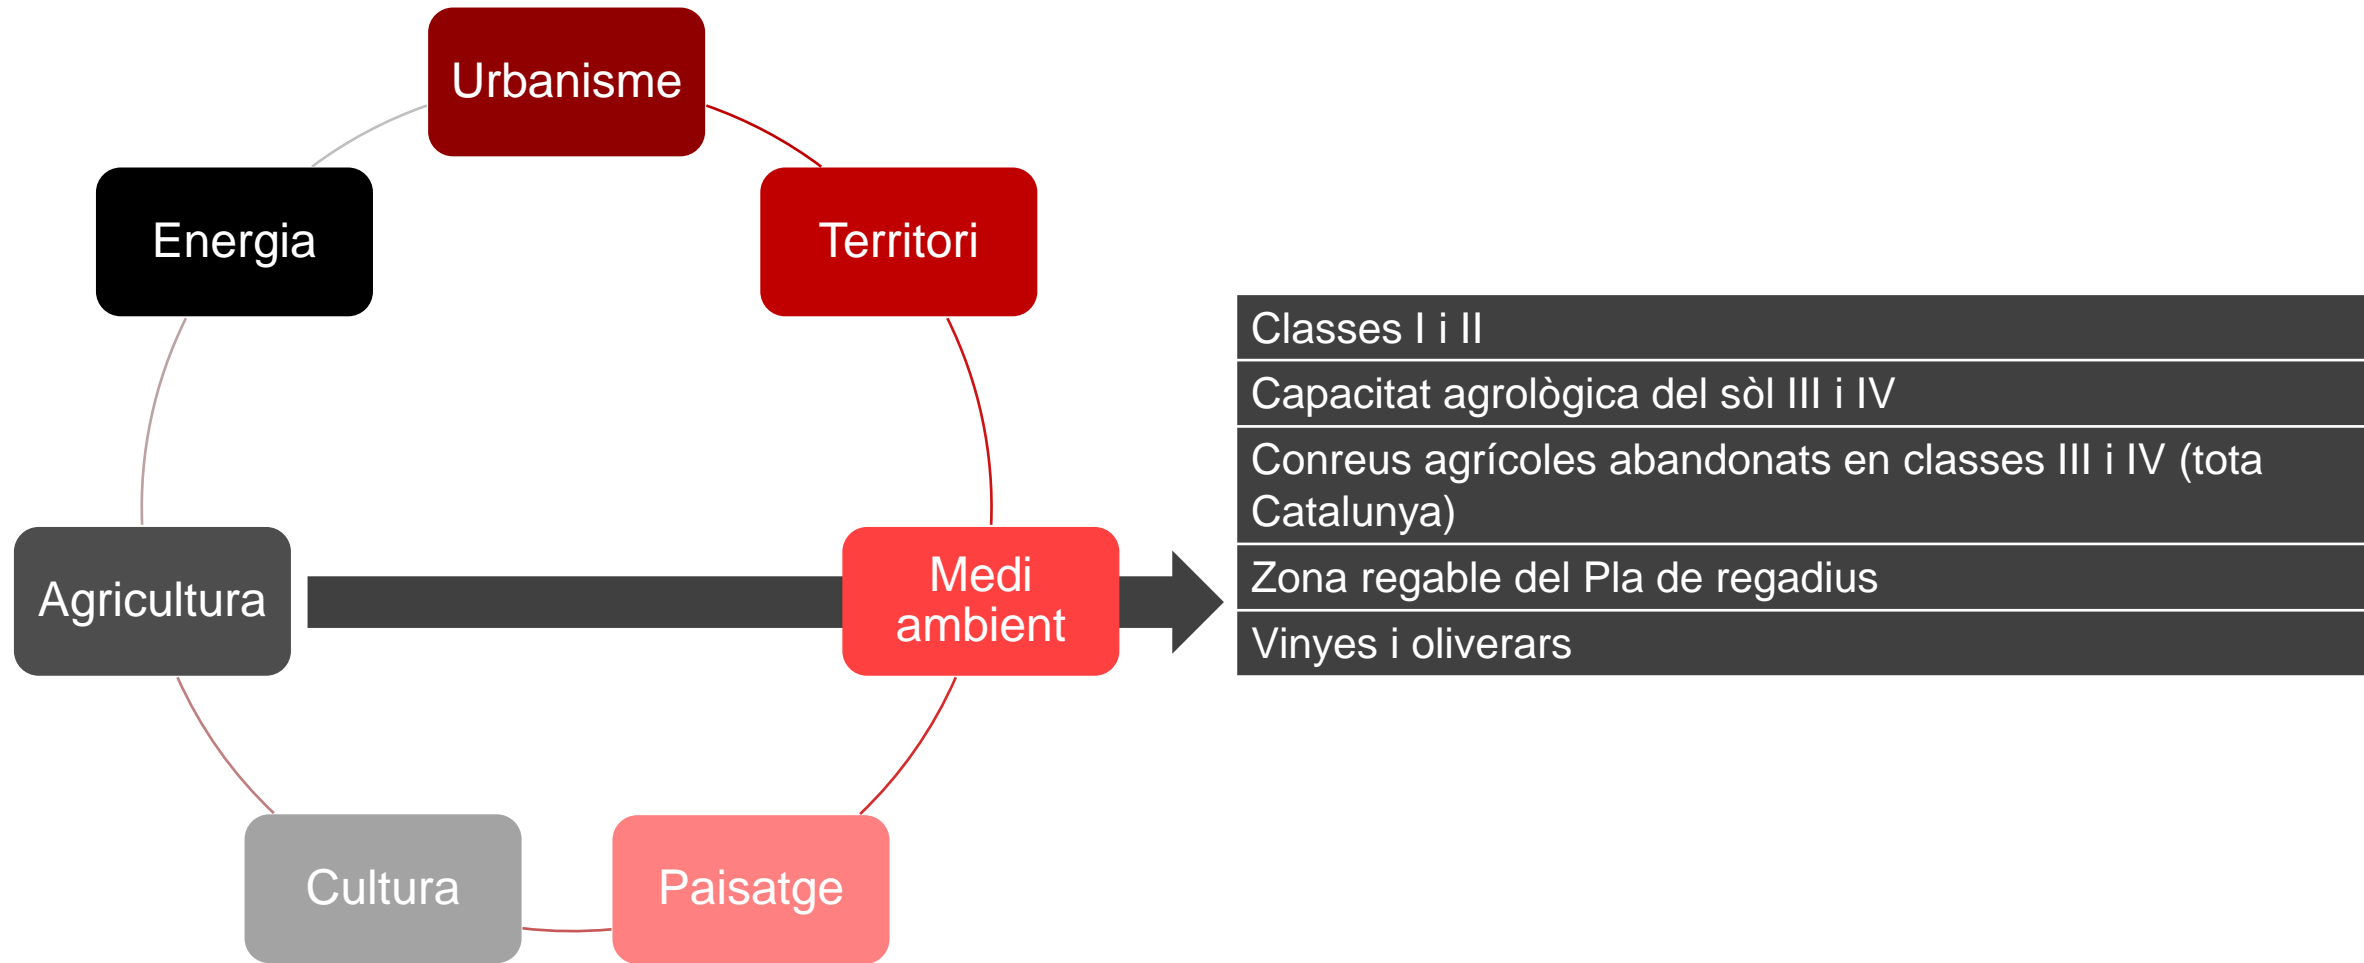 Urbanisme
Energia
Territori
Agricultura
Medi
ambient
Cultura
Paisatge
Classes I i II
Capacitat agrològica del sòl III i IV
Conreus agrícoles abandonats en classes III i IV (tota
Catalunya)
Zona regable del Pla de regadius
Vinyes i oliverars